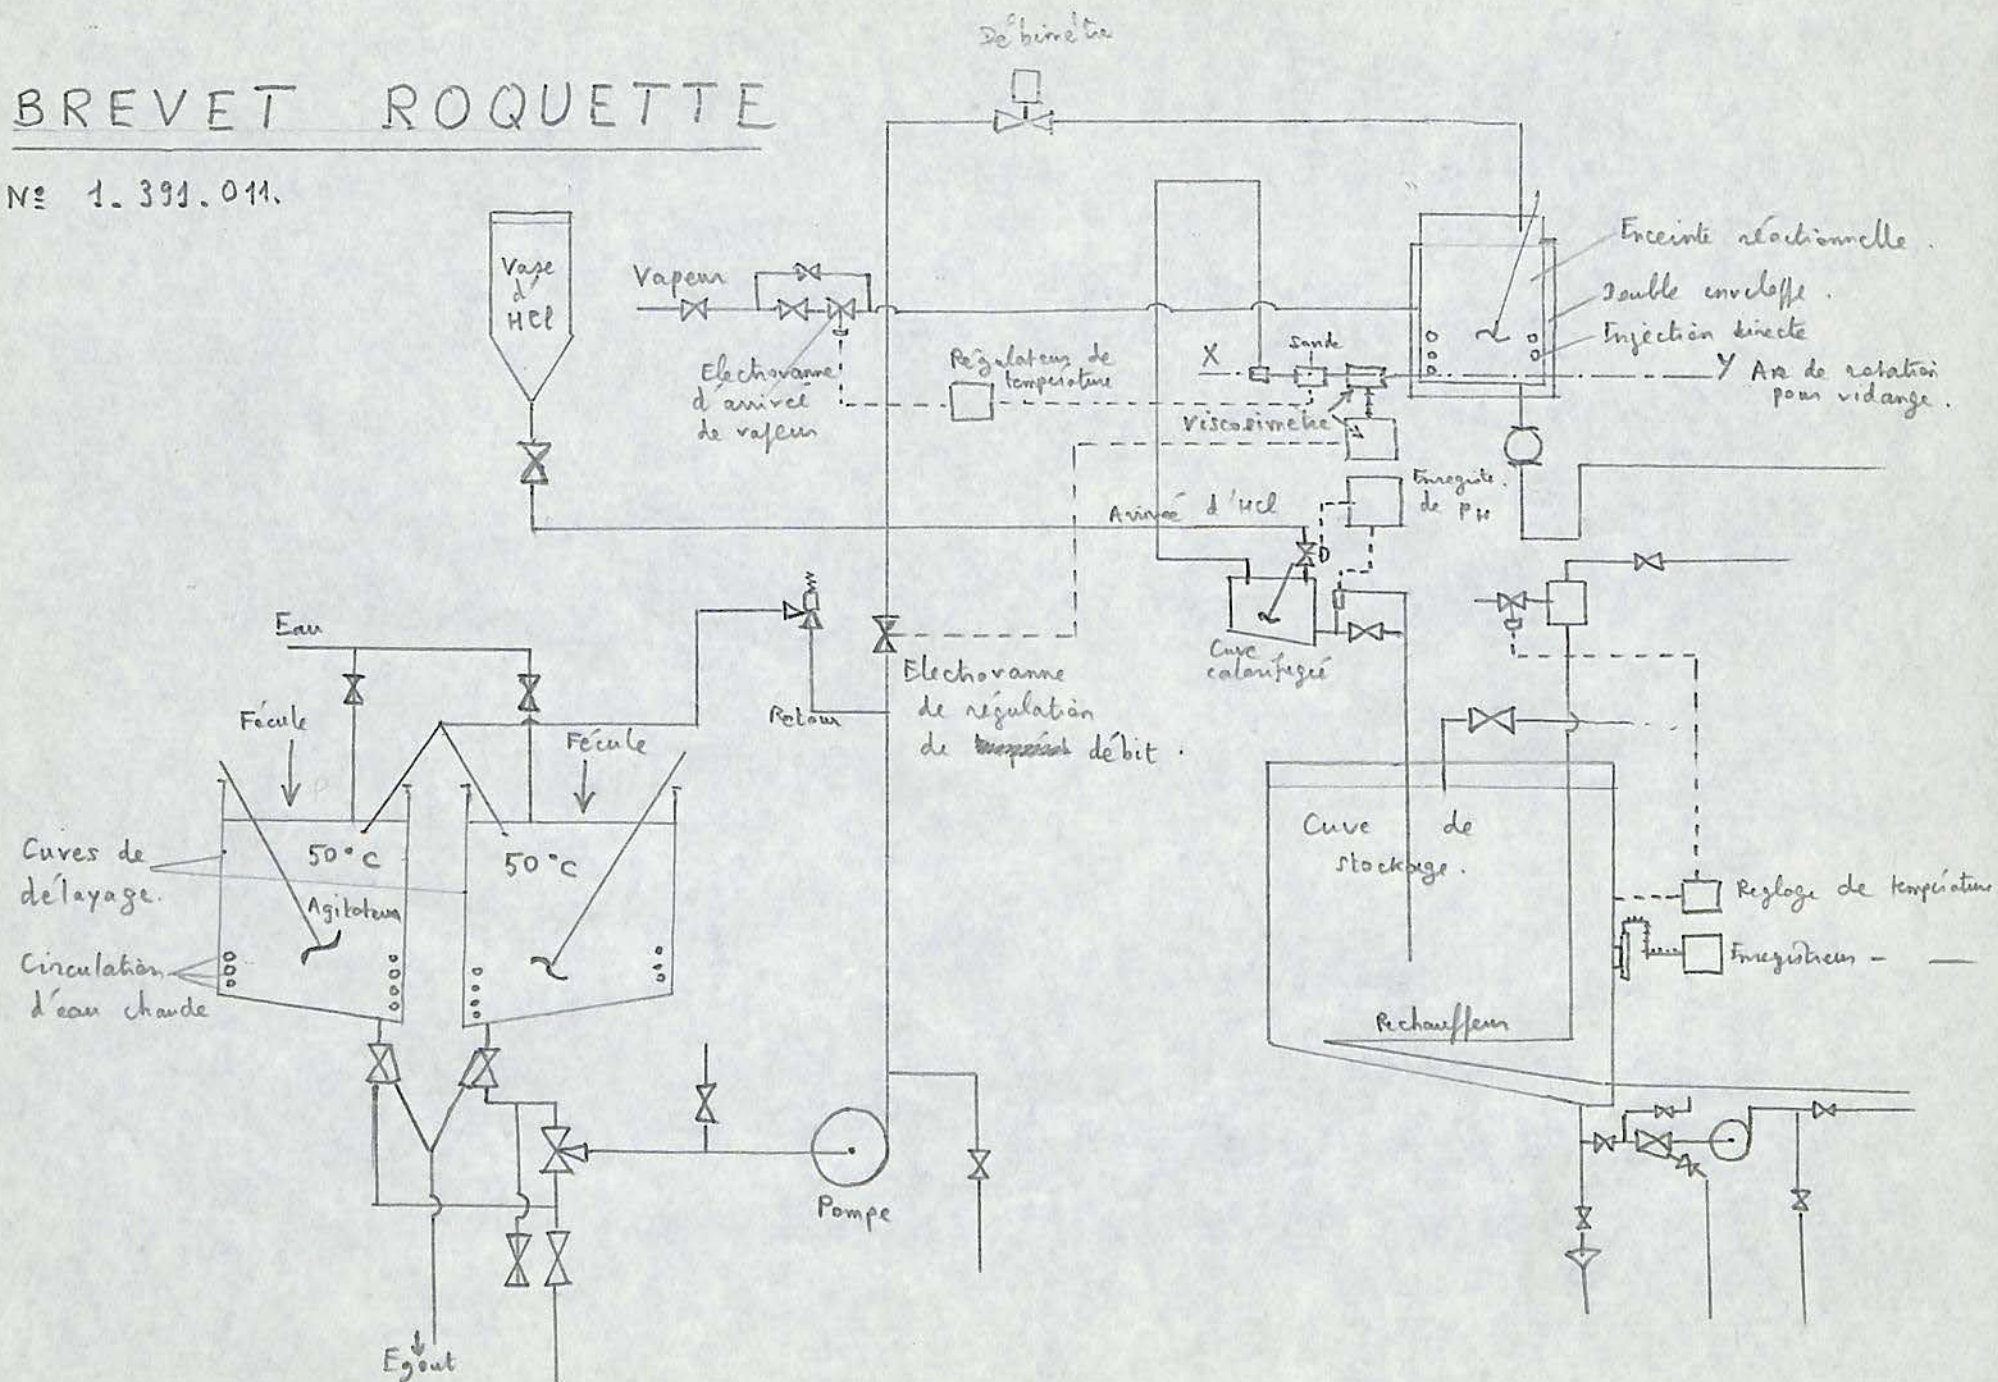 Débimètre
BREVET ROQUETTE
Nº 1.391.011.
Vase
d'
HCl
Vapeur
Electrovanne
d'arrivée
de vapeur
Régulateur de
température
X
Sonde
Viscosimètre
Enceinte réactionnelle.
Double enveloppe.
Injection directe
Y Axe de rotation
pour vidange.
Arrivée d'HCl
Enregistr.
de pH
Cuve
calorifugée
Eau
Fécule
Fécule
Retour
Electrovanne
de régulation
de débit.
Cuves de
délayage.
50°C
50°C
Agitateur
Circulation
d'eau chaude
Cuve de
stockage.
Réglage de température
Enregistreur - —
Rechauffeur
Pompe
Egout